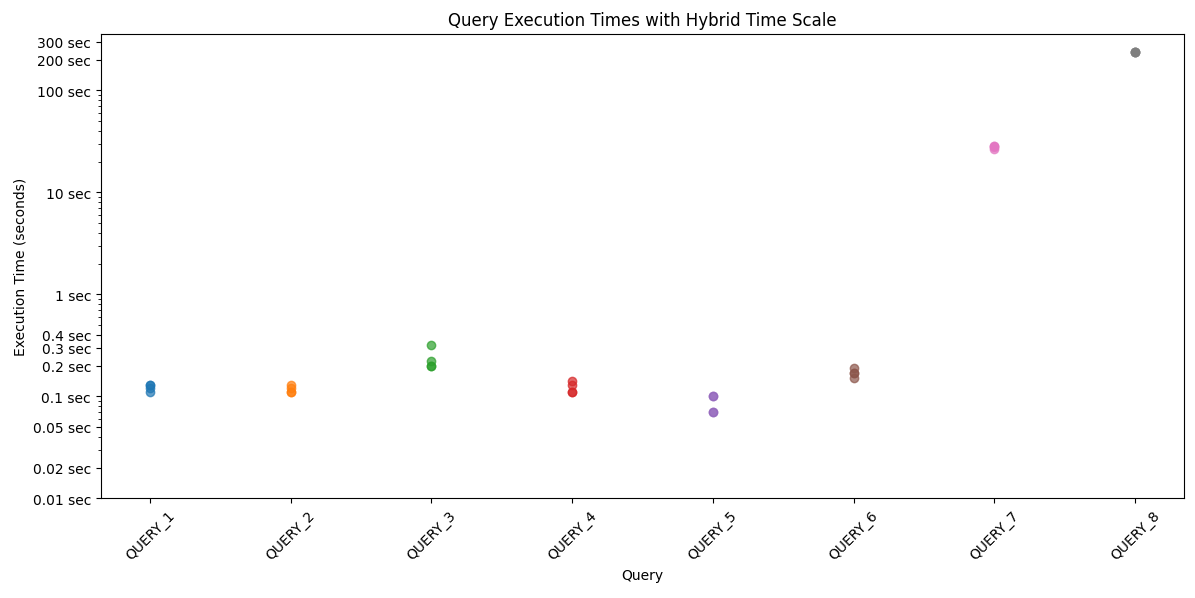 Query Execution Times with Hybrid Time Scale
Execution Time (seconds)
300 sec
200 sec
100 sec
10 sec
1 sec
0.4 sec
0.3 sec
0.2 sec
0.1 sec
0.05 sec
0.02 sec
0.01 sec
QUERY_1
QUERY_2
QUERY_3
QUERY_4
QUERY_5
QUERY_6
QUERY_7
QUERY_8
Query